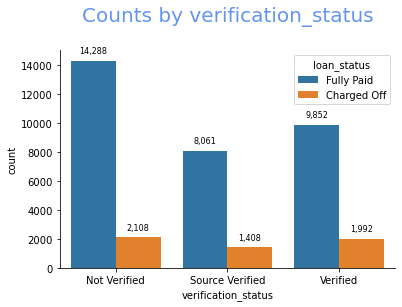 Counts by verification_status
loan_status
Fully Paid
Charged Off
count
14000
12000
10000
8000
6000
4000
2000
0
14,288
2,108
8,061
1,408
9,852
1,992
Not Verified
Source Verified
Verified
verification_status